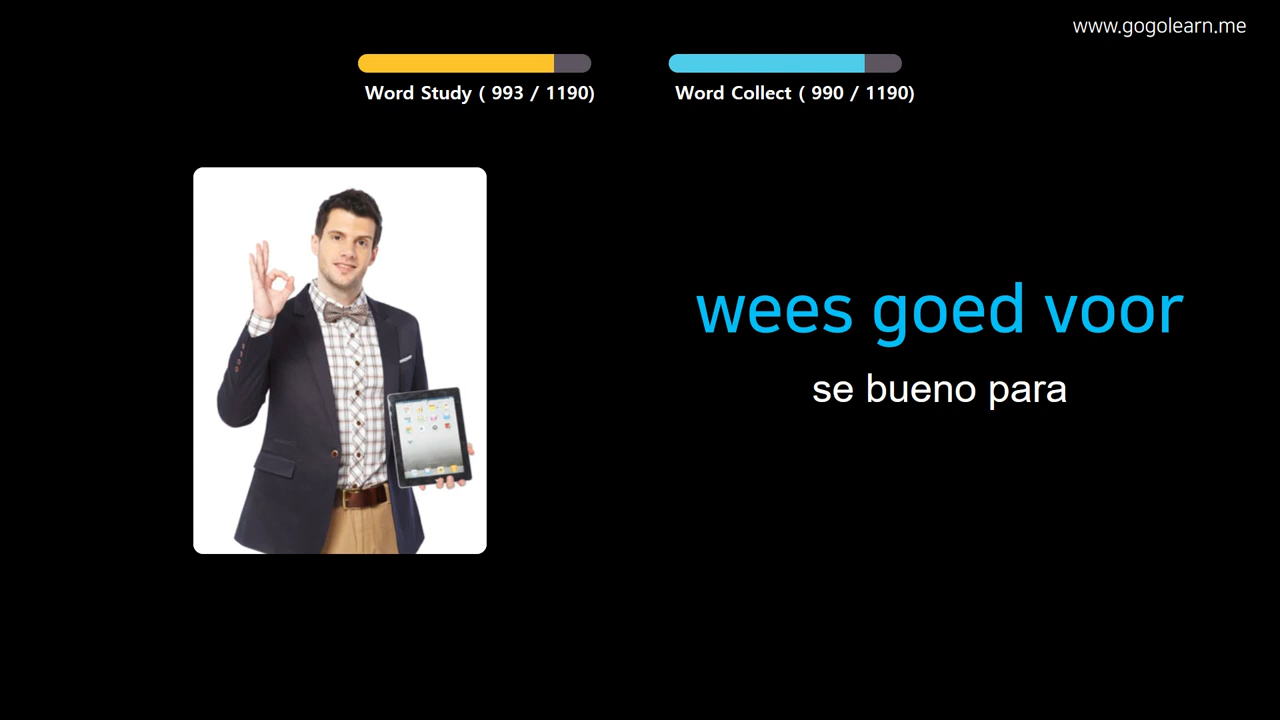 www.gogolearn.me
Word Study ( 993 / 1190)
Word Collect ( 990 / 1190)
wees goed voor
se bueno para